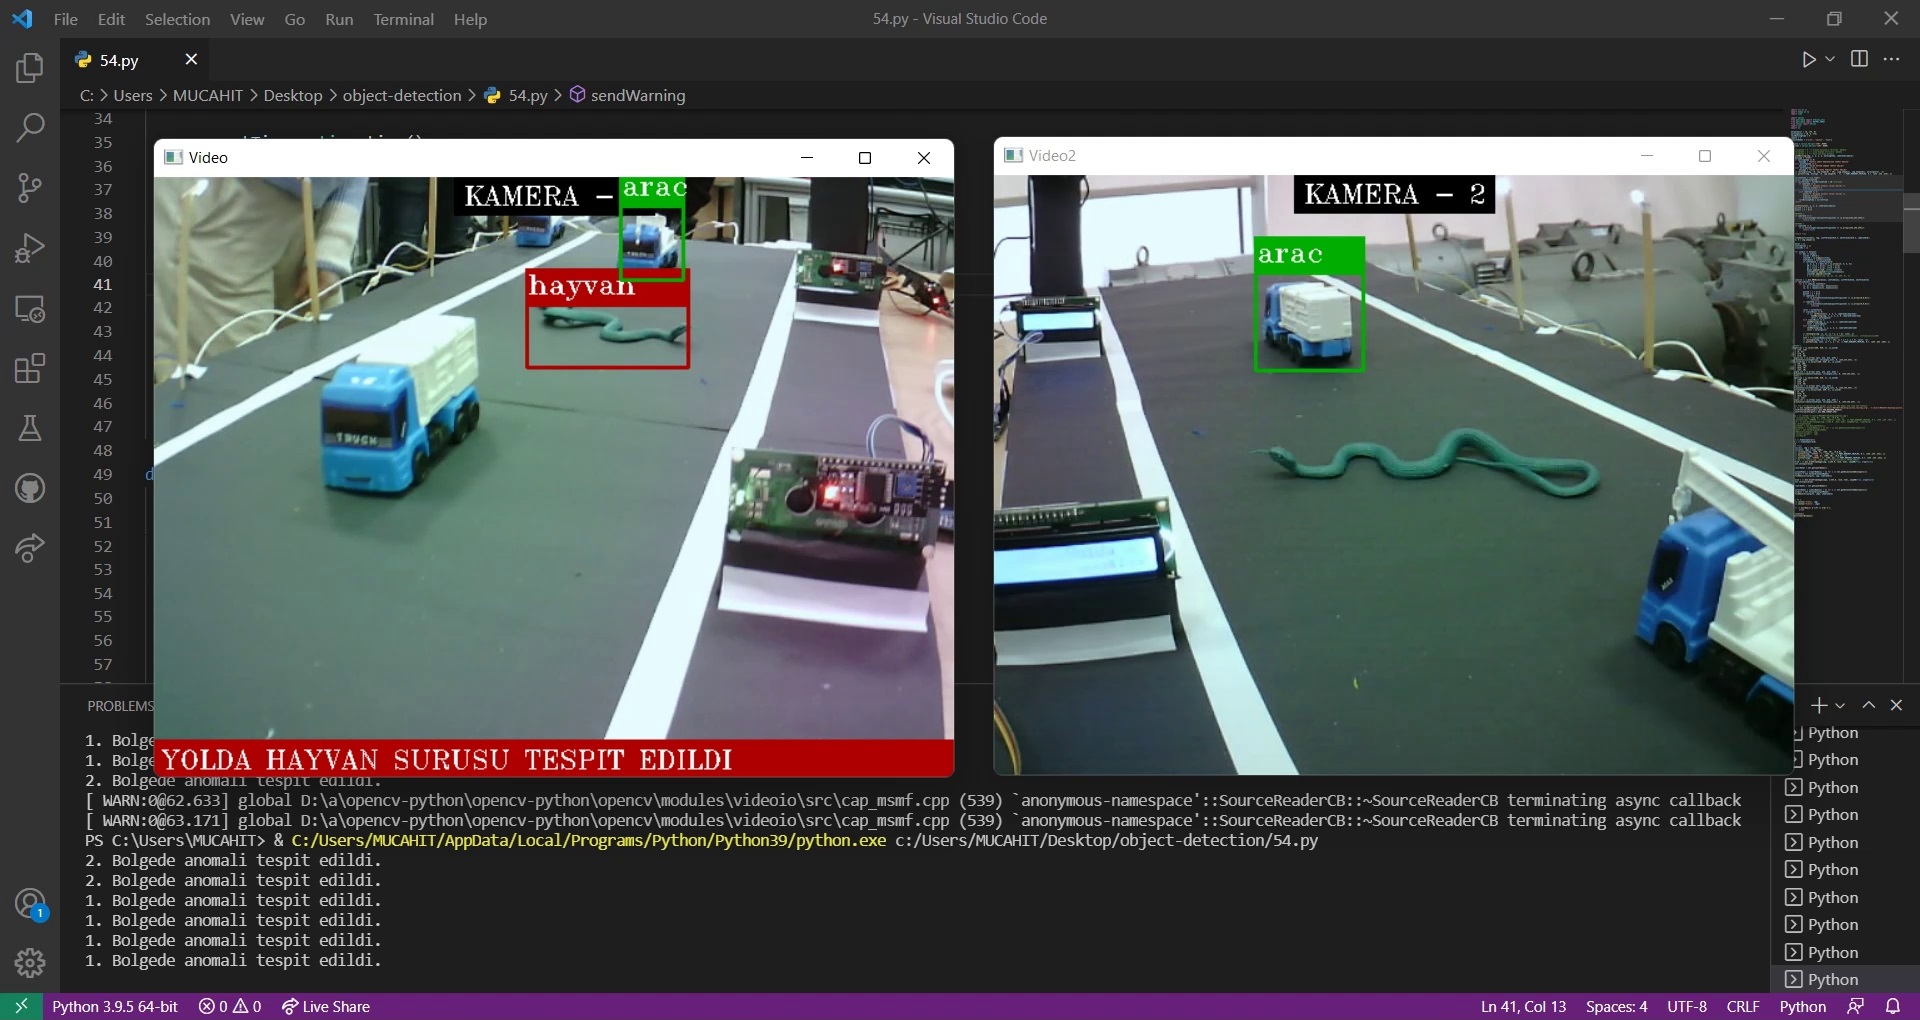 File Edit Selection View Go Run Terminal Help
54.py - Visual Studio Code
54.py
C: > Users > MUCAHIT > Desktop > object-detection > 54.py > sendWarning
34
35
36
37
38
39
40
41
42
43
44
45
46
47
48
49 d
50
51
52
53
54
55
56
57
Video
KAMERA -
arac
hayvan
TRUCK
YOLDA HAYVAN SURUSU TESPIT EDILDI
Video2
KAMERA - 2
arac
PROBLEMS
1. Bolge
1. Bolge
2. Bolgede anomali tespit edildi.
[ WARN:0@62.633] global D:\a\opencv-python\opencv-python\opencv\modules\videoio\src\cap_msmf.cpp (539) `anonymous-namespace'::SourceReaderCB::~SourceReaderCB terminating async callback
[ WARN:0@63.171] global D:\a\opencv-python\opencv-python\opencv\modules\videoio\src\cap_msmf.cpp (539) `anonymous-namespace'::SourceReaderCB::~SourceReaderCB terminating async callback
PS C:\Users\MUCAHIT> & C:/Users/MUCAHIT/AppData/Local/Programs/Python/Python39/python.exe c:/Users/MUCAHIT/Desktop/object-detection/54.py
2. Bolgede anomali tespit edildi.
2. Bolgede anomali tespit edildi.
1. Bolgede anomali tespit edildi.
1. Bolgede anomali tespit edildi.
1. Bolgede anomali tespit edildi.
1. Bolgede anomali tespit edildi.
Python
Python
Python
Python
Python
Python
Python
Python
Python
Python
1
Python 3.9.5 64-bit 0 0 Live Share
Ln 41, Col 13 Spaces: 4 UTF-8 CRLF Python